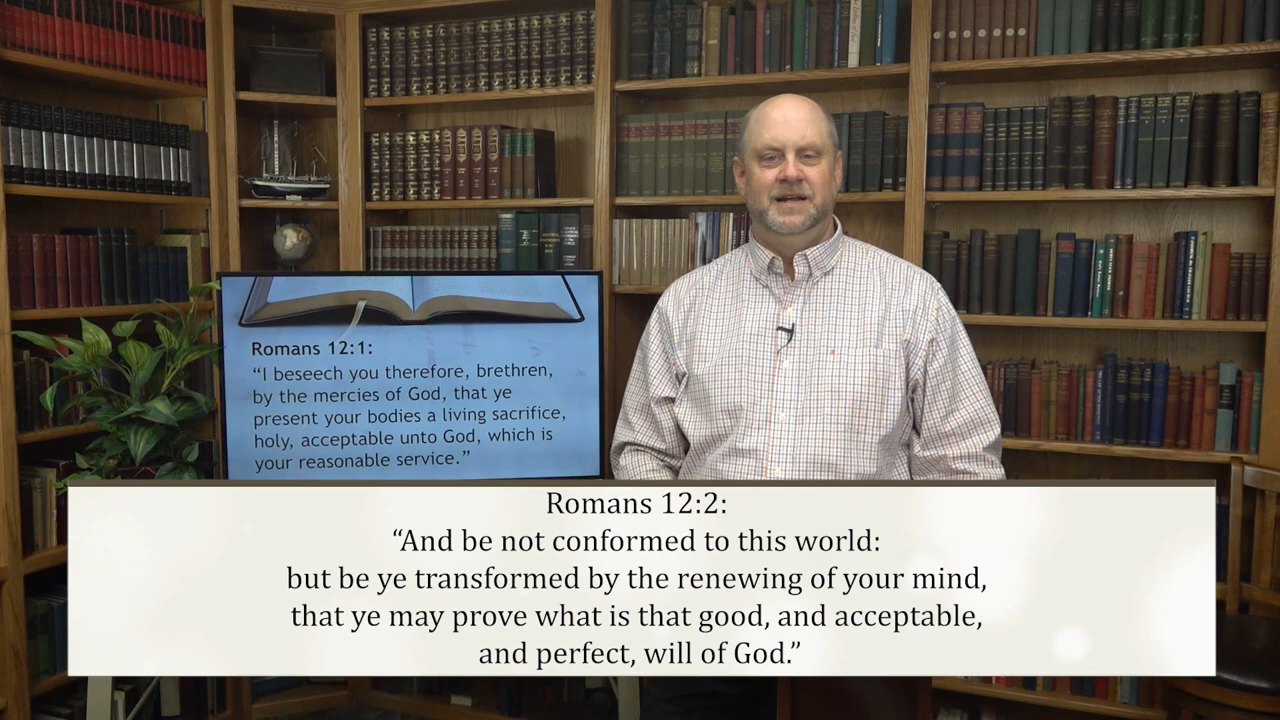 Romans 12:1:
“I beseech you therefore, brethren,
by the mercies of God, that ye
present your bodies a living sacrifice,
holy, acceptable unto God, which is
your reasonable service.”
Romans 12:2:
“And be not conformed to this world:
but be ye transformed by the renewing of your mind,
that ye may prove what is that good, and acceptable,
and perfect, will of God.”